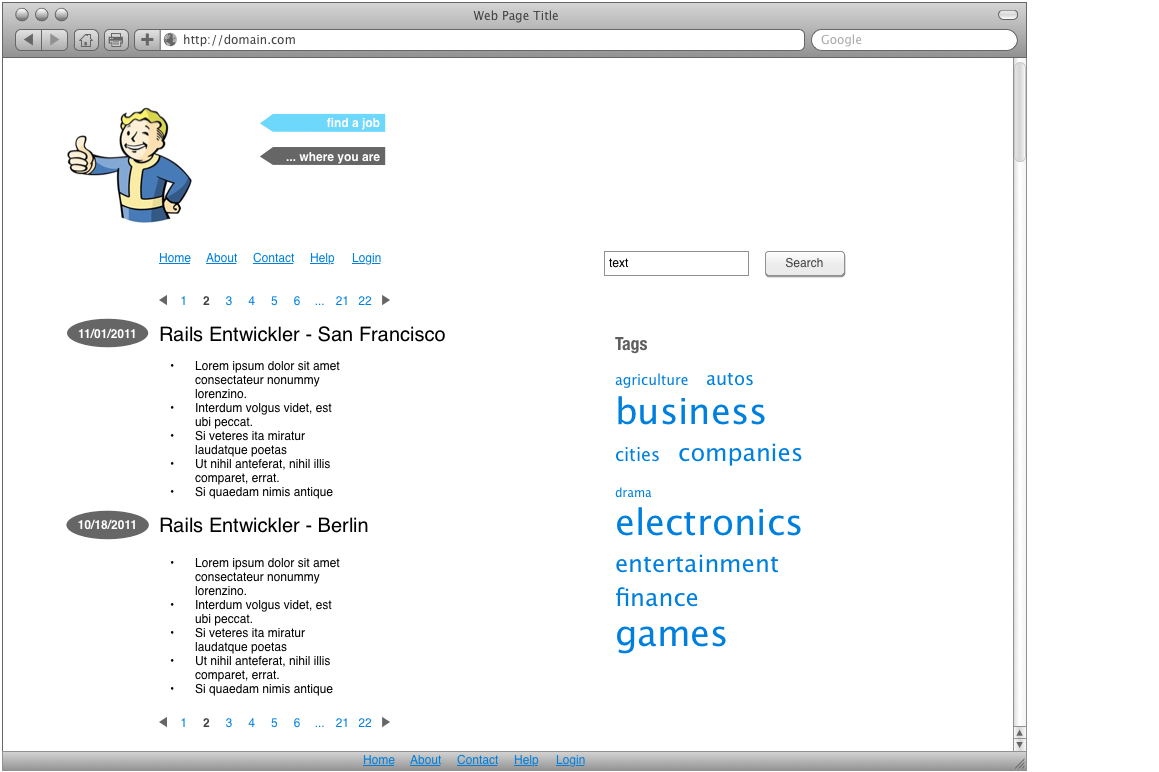 Web Page Title
http://domain.com
Google
find a job
... where you are
Home About Contact Help Login
text
Search
1 2 3 4 5 6 ... 21 22
11/01/2011
Rails Entwickler - San Francisco
• Lorem ipsum dolor sit amet
consectateur nonummy
lorenzino.
• Interdum volgus videt, est
ubi peccat.
• Si veteres ita miratur
laudatque poetas
• Ut nihil anteferat, nihil illis
comparet, errat.
• Si quaedam nimis antique
10/18/2011
Rails Entwickler - Berlin
• Lorem ipsum dolor sit amet
consectateur nonummy
lorenzino.
• Interdum volgus videt, est
ubi peccat.
• Si veteres ita miratur
laudatque poetas
• Ut nihil anteferat, nihil illis
comparet, errat.
• Si quaedam nimis antique
1 2 3 4 5 6 ... 21 22
Tags
agriculture autos
business
cities companies
drama
electronics
entertainment
finance
games
Home About Contact Help Login